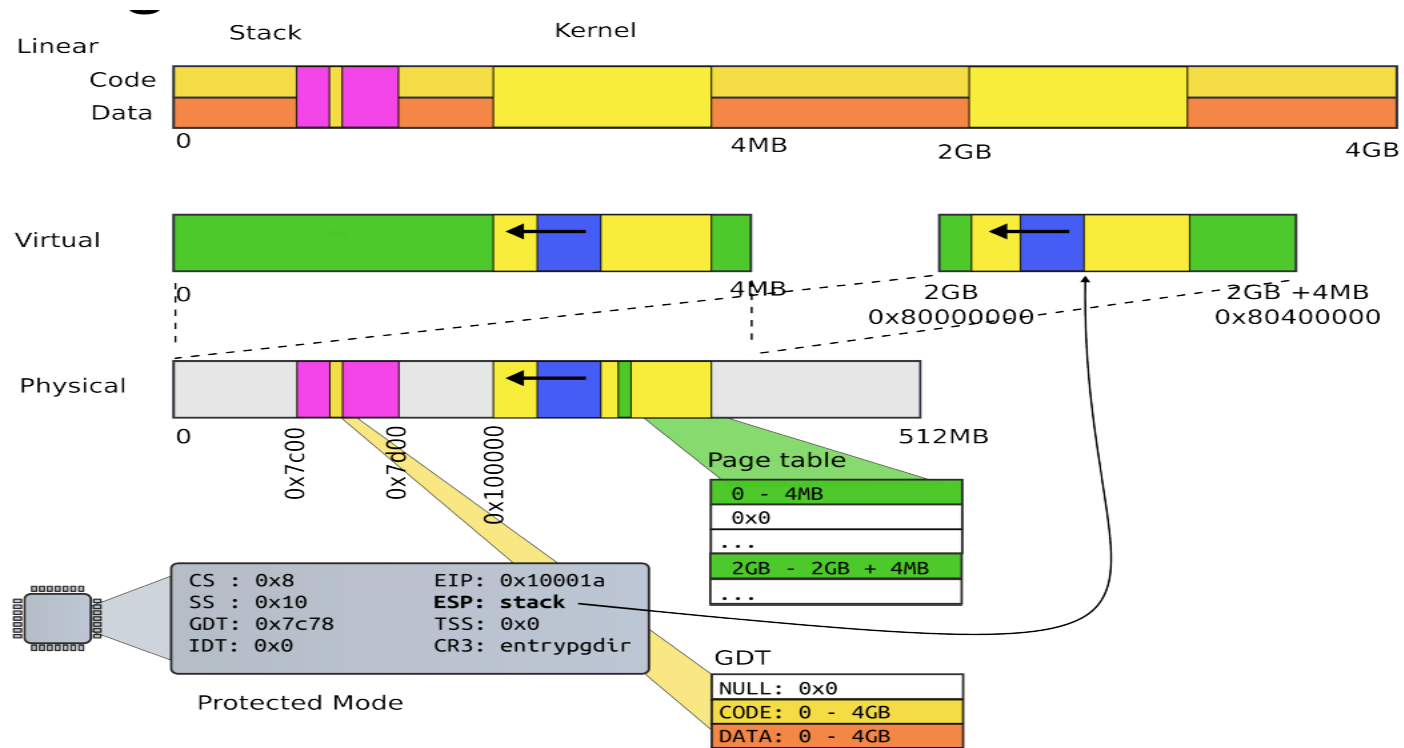 Stack
Kernel
Linear
Code
Data
0
4MB
2GB
4GB
Virtual
0
4MB
2GB
0x80000000
2GB +4MB
0x80400000
Physical
0
512MB
0x7c00
0x7d00
0x100000
Page table
0 - 4MB
0x0
...
2GB - 2GB + 4MB
...
CS : 0x8
SS : 0x10
GDT: 0x7c78
IDT: 0x0
EIP: 0x10001a
ESP: stack
TSS: 0x0
CR3: entrypgdir
Protected Mode
GDT
NULL: 0x0
CODE: 0 - 4GB
DATA: 0 - 4GB